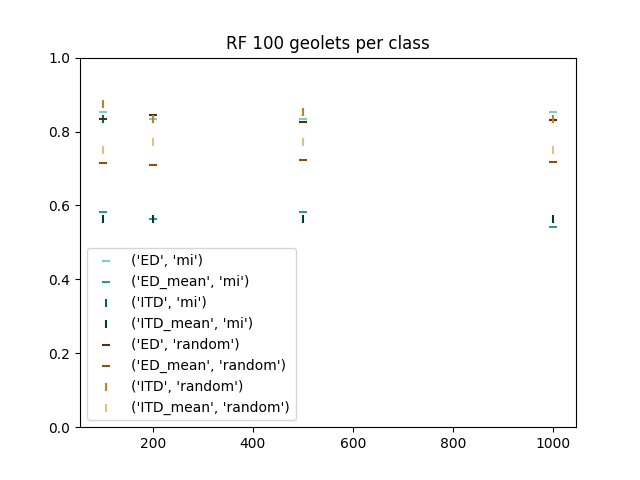 RF 100 geolets per class
1.0
0.8
0.6
0.4
0.2
0.0
('ED', 'mi')
('ED_mean', 'mi')
('ITD', 'mi')
('ITD_mean', 'mi')
('ED', 'random')
('ED_mean', 'random')
('ITD', 'random')
('ITD_mean', 'random')
200 400 600 800 1000